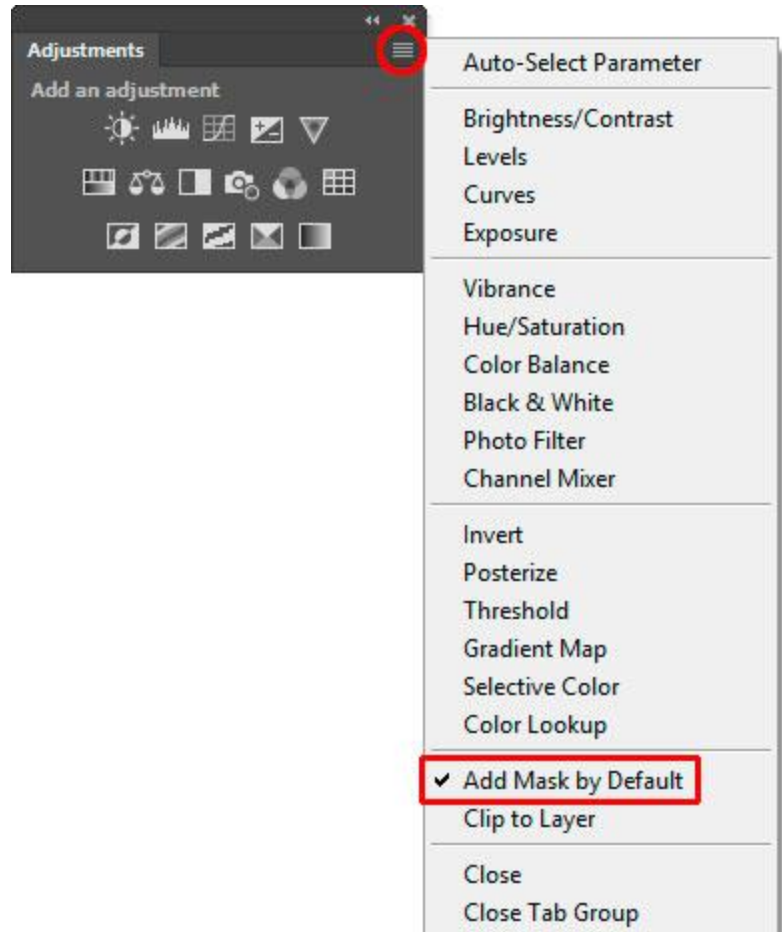 Adjustments
Add an adjustment
Auto-Select Parameter
Brightness/Contrast
Levels
Curves
Exposure
Vibrance
Hue/Saturation
Color Balance
Black & White
Photo Filter
Channel Mixer
Invert
Posterize
Threshold
Gradient Map
Selective Color
Color Lookup
Add Mask by Default
Clip to Layer
Close
Close Tab Group